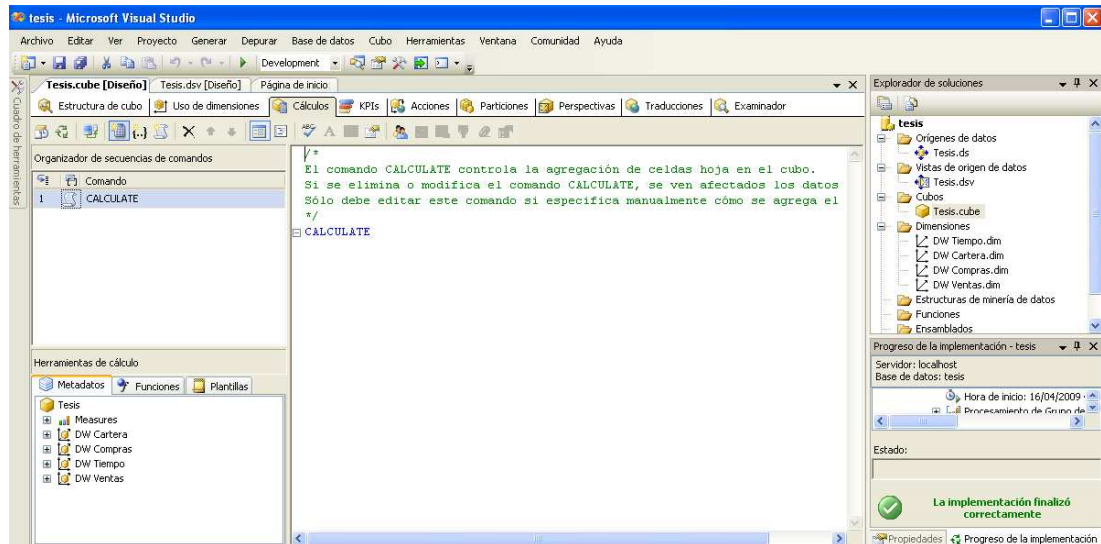 tesis - Microsoft Visual Studio
Archivo Editar Ver Proyecto Generar Depurar Base de datos Cubo Herramientas Ventana Comunidad Ayuda
Development
Tesis.cube [Diseño] Tesis.dsv [Diseño] Página de inicio
Estructura de cubo Uso de dimensiones Cálculos KPIs Acciones Particiones Perspectivas Traducciones Examinador
Cuadro de herramientas
Organizador de secuencias de comandos
Comando
1 CALCULATE
/*
El comando CALCULATE controla la agregación de celdas hoja en el cubo.
Si se elimina o modifica el comando CALCULATE, se ven afectados los datos
Sólo debe editar este comando si especifica manualmente cómo se agrega el
*/
CALCULATE
Herramientas de cálculo
Metadatos Funciones Plantillas
Tesis
Measures
DW Cartera
DW Compras
DW Tiempo
DW Ventas
Explorador de soluciones
tesis
Orígenes de datos
Tesis.ds
Vistas de origen de datos
Tesis.dsv
Cubos
Tesis.cube
Dimensiones
DW Tiempo.dim
DW Cartera.dim
DW Compras.dim
DW Ventas.dim
Estructuras de minería de datos
Funciones
Ensamblados
Progreso de la implementación - tesis
Servidor: localhost
Base de datos: tesis
Hora de inicio: 16/04/2009
Procesamiento de Grupo de
Estado:
La implementación finalizó
correctamente
Propiedades Progreso de la implementación